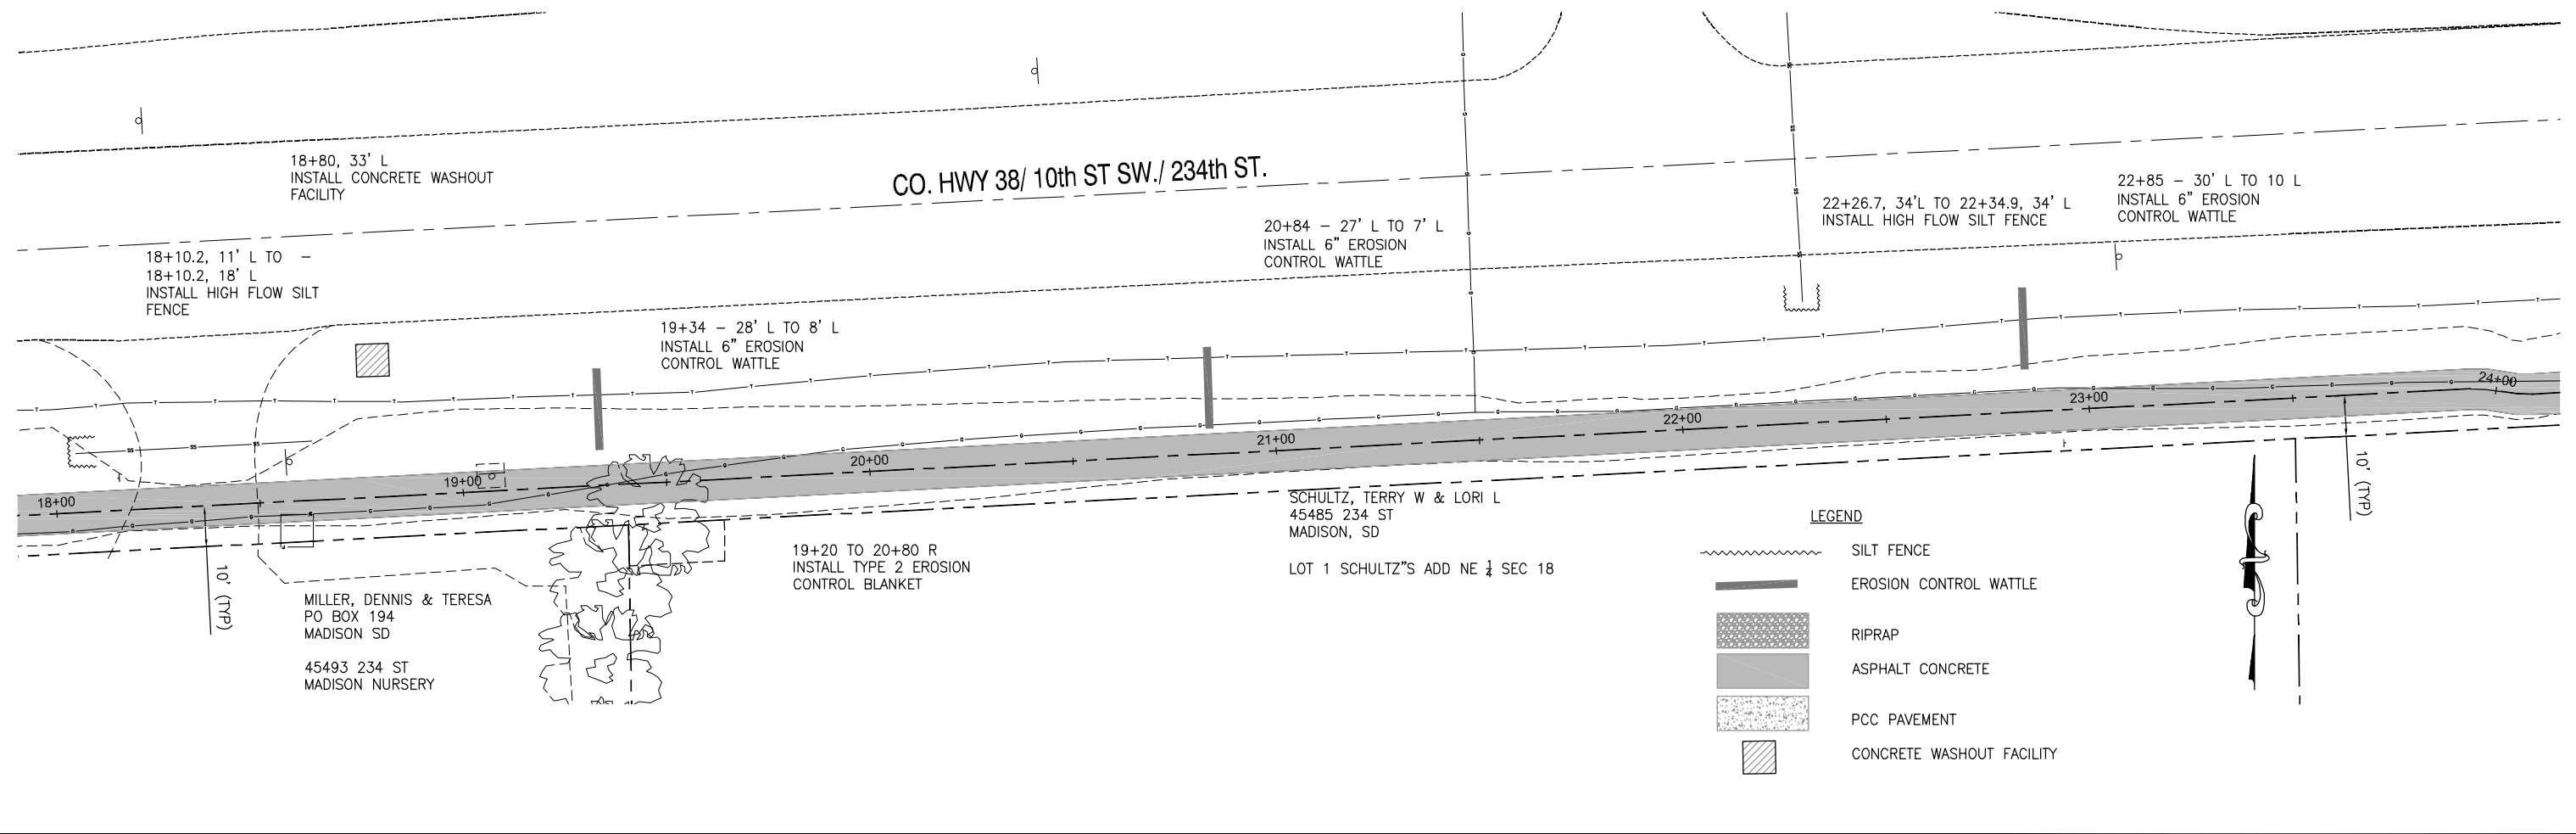 18+80, 33' L
INSTALL CONCRETE WASHOUT
FACILITY
CO. HWY 38/ 10th ST SW./ 234th ST.
22+85 – 30' L TO 10 L
INSTALL 6" EROSION
CONTROL WATTLE
22+26.7, 34'L TO 22+34.9, 34' L
INSTALL HIGH FLOW SILT FENCE
20+84 – 27' L TO 7' L
INSTALL 6" EROSION
CONTROL WATTLE
18+10.2, 11' L TO –
18+10.2, 18' L
INSTALL HIGH FLOW SILT
FENCE
19+34 – 28' L TO 8' L
INSTALL 6" EROSION
CONTROL WATTLE
18+00
19+00
20+00
21+00
22+00
23+00
24+00
10' (TYP)
10' (TYP)
19+20 TO 20+80 R
INSTALL TYPE 2 EROSION
CONTROL BLANKET
SCHULTZ, TERRY W & LORI L
45485 234 ST
MADISON, SD
LOT 1 SCHULTZ"S ADD NE ¼ SEC 18
MILLER, DENNIS & TERESA
PO BOX 194
MADISON SD
45493 234 ST
MADISON NURSERY
LEGEND
SILT FENCE
EROSION CONTROL WATTLE
RIPRAP
ASPHALT CONCRETE
PCC PAVEMENT
CONCRETE WASHOUT FACILITY